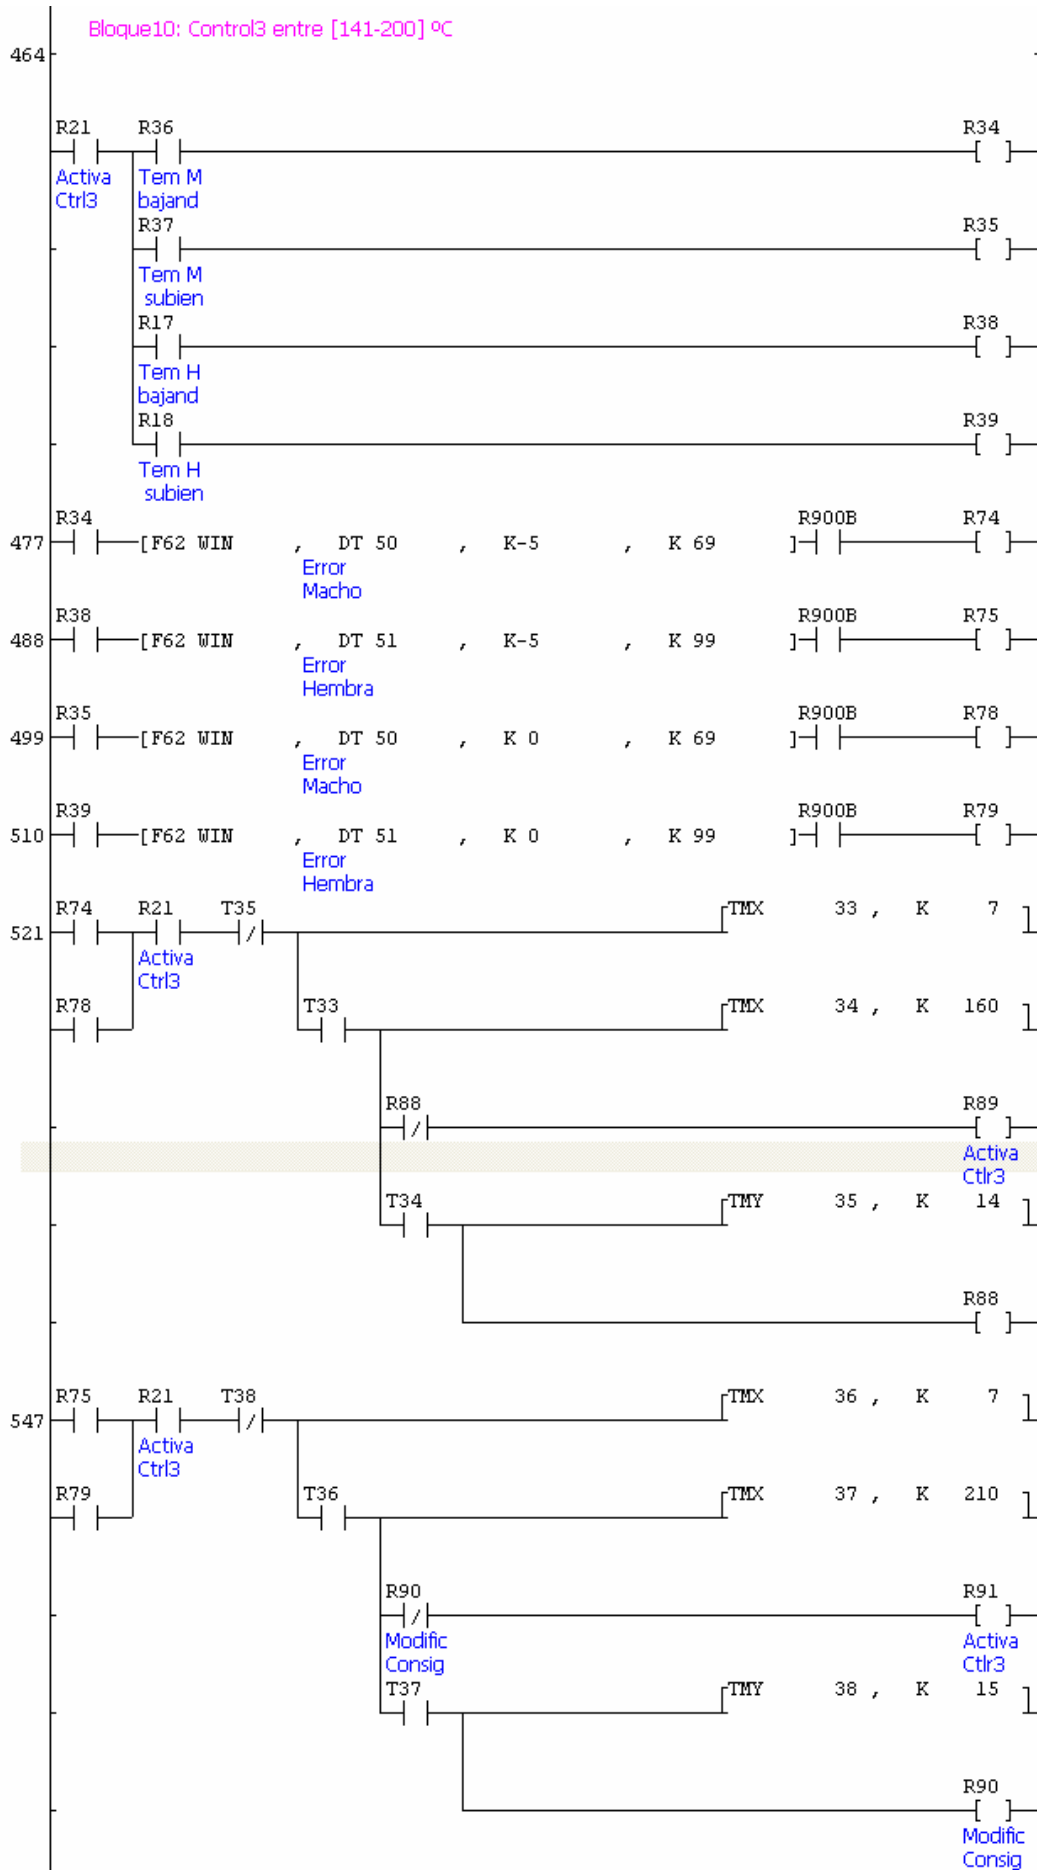 Bloque10: Control3 entre [141-200] ºC
464
R21 R36 R34
Activa Tem M
Ctrl3 bajand
R37 R35
Tem M
subien
R17 R38
Tem H
bajand
R18 R39
Tem H
subien
R34 R900B R74
477 [F62 WIN , DT 50 , K-5 , K 69 ]
Error
Macho
R38 R900B R75
488 [F62 WIN , DT 51 , K-5 , K 99 ]
Error
Hembra
R35 R900B R78
499 [F62 WIN , DT 50 , K 0 , K 69 ]
Error
Macho
R39 R900B R79
510 [F62 WIN , DT 51 , K 0 , K 99 ]
Error
Hembra
R74 R21 T35 TMX 33 , K 7
521
Activa
Ctrl3
R78 T33 TMX 34 , K 160
R88 R89
Activa
Ctlr3
T34 TMY 35 , K 14
R88
R75 R21 T38 TMX 36 , K 7
547
Activa
Ctrl3
R79 T36 TMX 37 , K 210
R90 R91
Modific Activa
Consig Ctlr3
T37 TMY 38 , K 15
R90
Modific
Consig